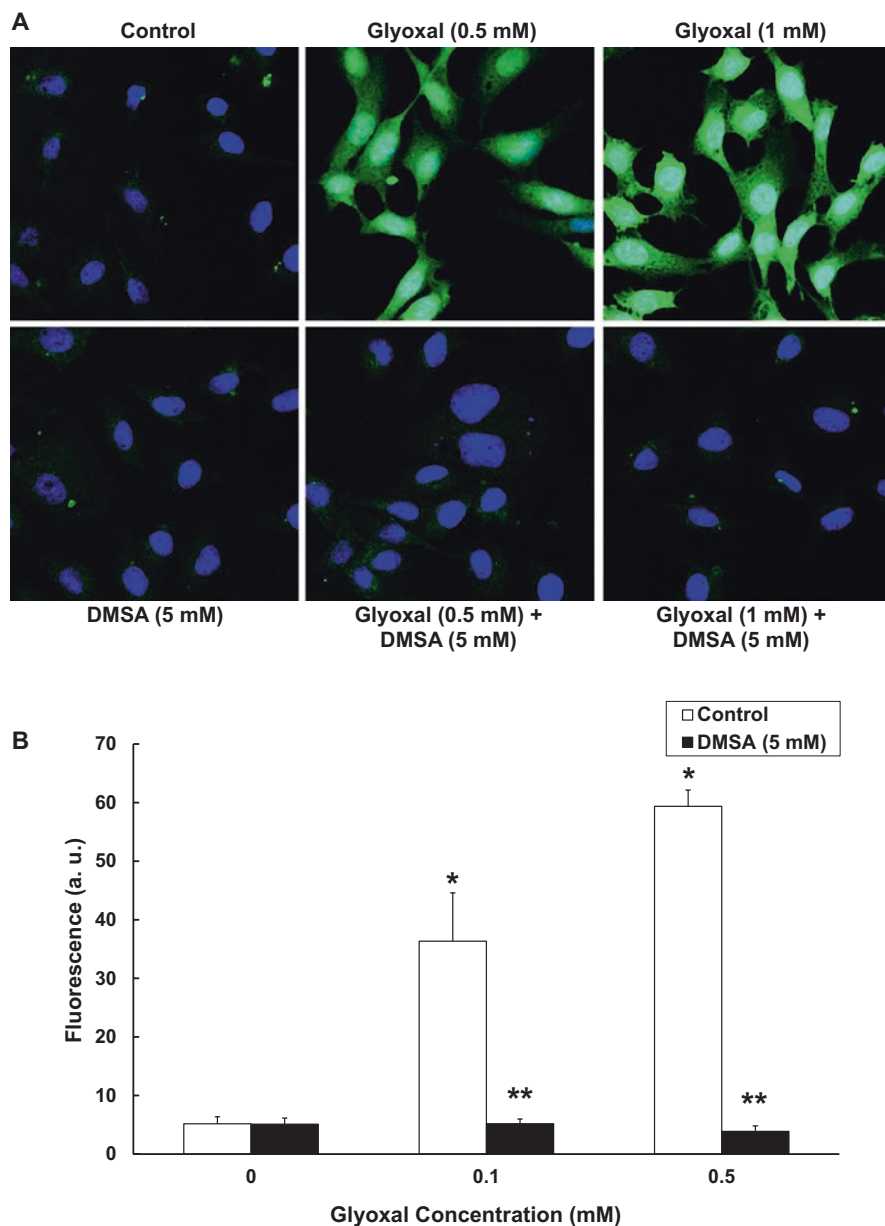 A
Control
Glyoxal (0.5 mM)
Glyoxal (1 mM)
DMSA (5 mM)
Glyoxal (0.5 mM) +
DMSA (5 mM)
Glyoxal (1 mM) +
DMSA (5 mM)
B
Control
DMSA (5 mM)
Fluorescence (a. u.)
70
60
50
40
30
20
10
0
*
**
*
**
0
0.1
0.5
Glyoxal Concentration (mM)